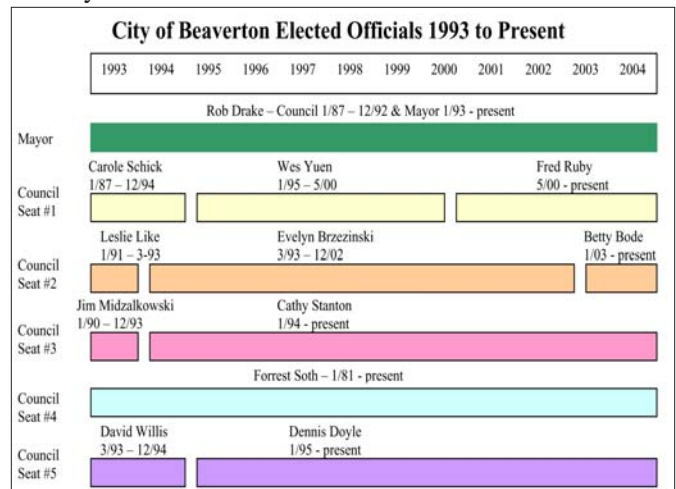 City of Beaverton Elected Officials 1993 to Present
1993 1994 1995 1996 1997 1998 1999 2000 2001 2002 2003 2004
Rob Drake – Council 1/87 – 12/92 & Mayor 1/93 - present
Mayor
Carole Schick Wes Yuen Fred Ruby
1/87 – 12/94 1/95 – 5/00 5/00 - present
Council
Seat #1
Leslie Like Evelyn Brzezinski Betty Bode
1/91 – 3-93 3/93 – 12/02 1/03 – present
Council
Seat #2
Jim Midzalkowski Cathy Stanton
1/90 – 12/93 1/94 - present
Council
Seat #3
Forrest Soth – 1/81 - present
Council
Seat #4
David Willis Dennis Doyle
3/93 – 12/94 1/95 - present
Council
Seat #5